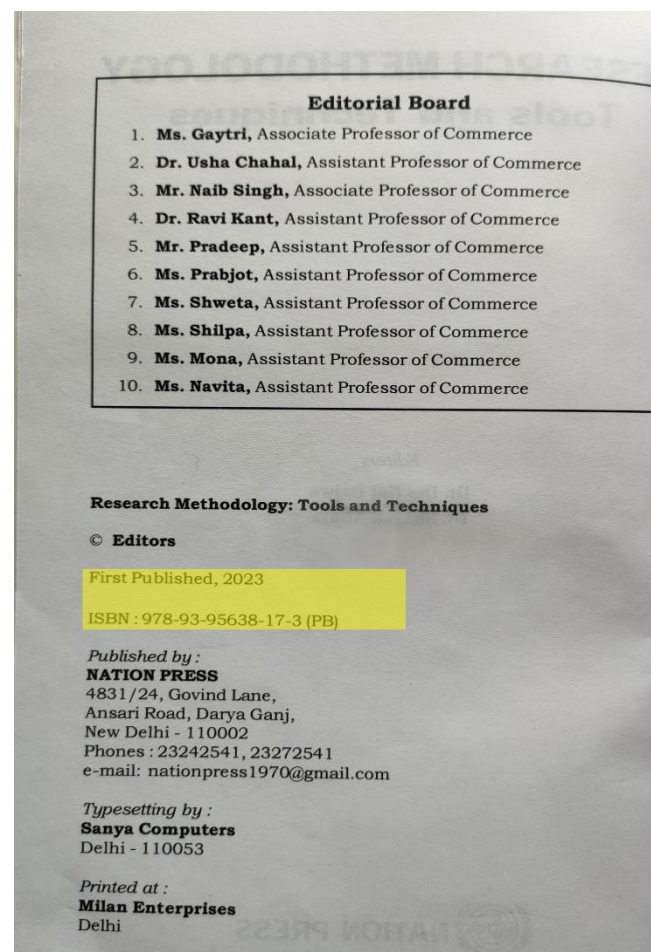 Editorial Board
1. Ms. Gaytri, Associate Professor of Commerce
2. Dr. Usha Chahal, Assistant Professor of Commerce
3. Mr. Naib Singh, Associate Professor of Commerce
4. Dr. Ravi Kant, Assistant Professor of Commerce
5. Mr. Pradeep, Assistant Professor of Commerce
6. Ms. Prabjot, Assistant Professor of Commerce
7. Ms. Shweta, Assistant Professor of Commerce
8. Ms. Shilpa, Assistant Professor of Commerce
9. Ms. Mona, Assistant Professor of Commerce
10. Ms. Navita, Assistant Professor of Commerce
Research Methodology: Tools and Techniques
© Editors
First Published, 2023
ISBN : 978-93-95638-17-3 (PB)
Published by :
NATION PRESS
4831/24, Govind Lane,
Ansari Road, Darya Ganj,
New Delhi - 110002
Phones : 23242541, 23272541
e-mail: nationpress1970@gmail.com
Typesetting by :
Sanya Computers
Delhi - 110053
Printed at :
Milan Enterprises
Delhi